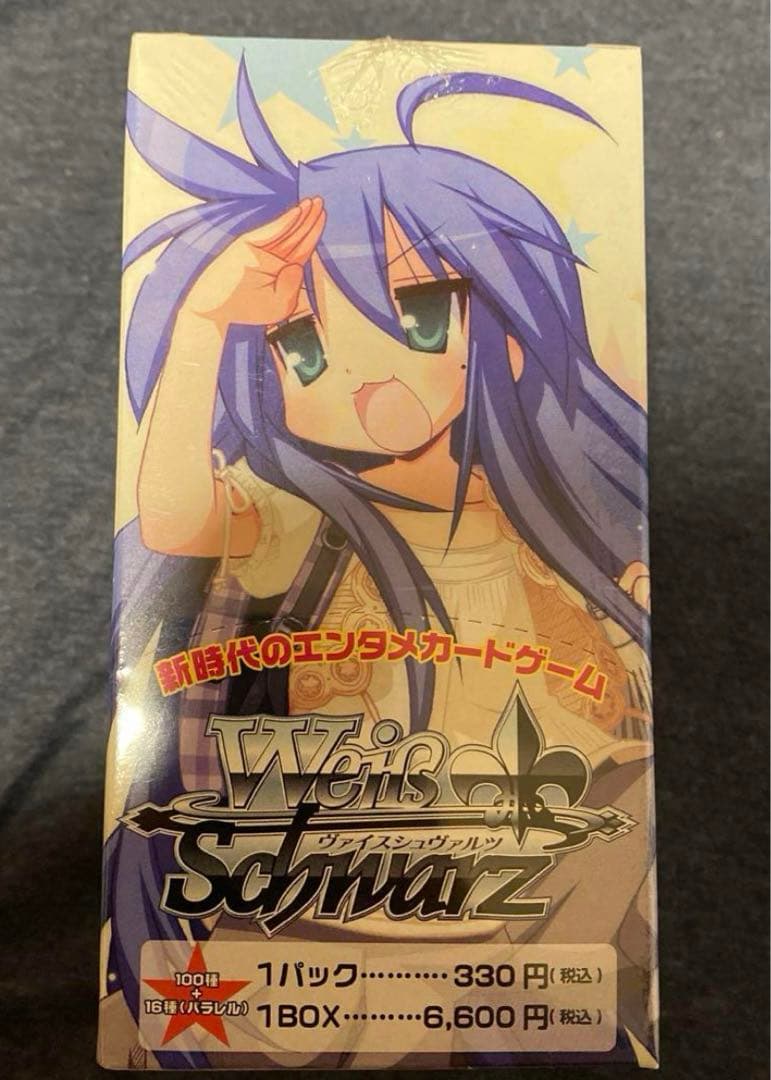 新時代のエンタメカードゲーム
Weiß
ヴァイスシュヴァルツ
Schwarz
100種
+
16種(パラレル)
1パック………… 330円(税込)
1BOX………6,600円(税込)